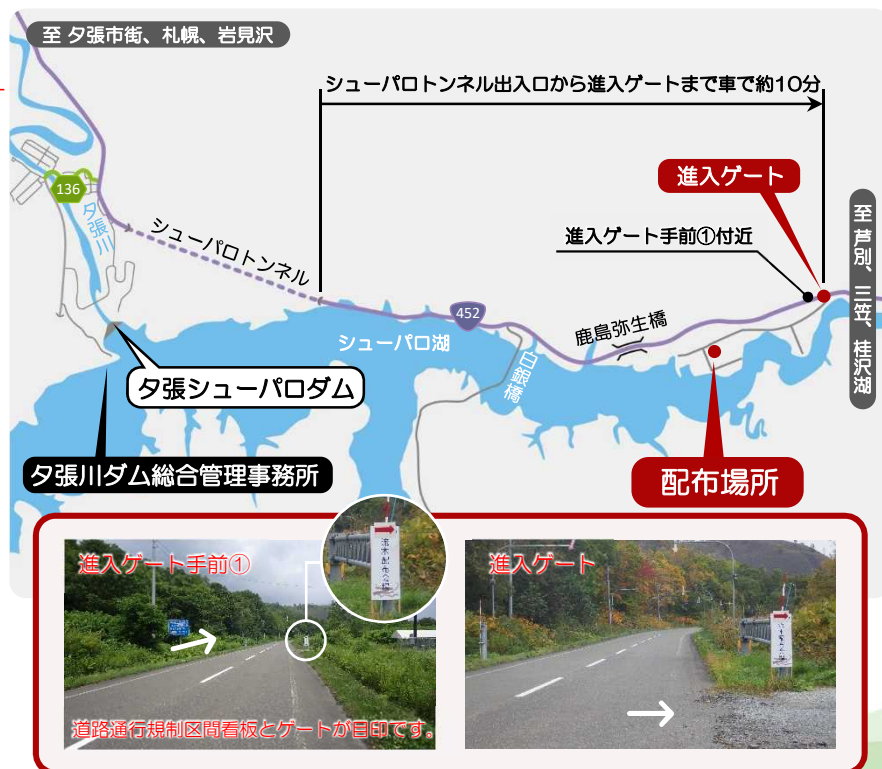 至 夕張市街、札幌、岩見沢
シューパロトンネル出入口から進入ゲートまで車で約10分
進入ゲート
136
夕張川
至 芦別、三笠、桂沢湖
進入ゲート手前①付近
シューパロトンネル
452
鹿島弥生橋
シューパロ湖
白銀橋
夕張シューパロダム
夕張川ダム総合管理事務所
配布場所
進入ゲート手前①
流木配布会場
進入ゲート
道路通行規制区間看板とゲートが目印です。